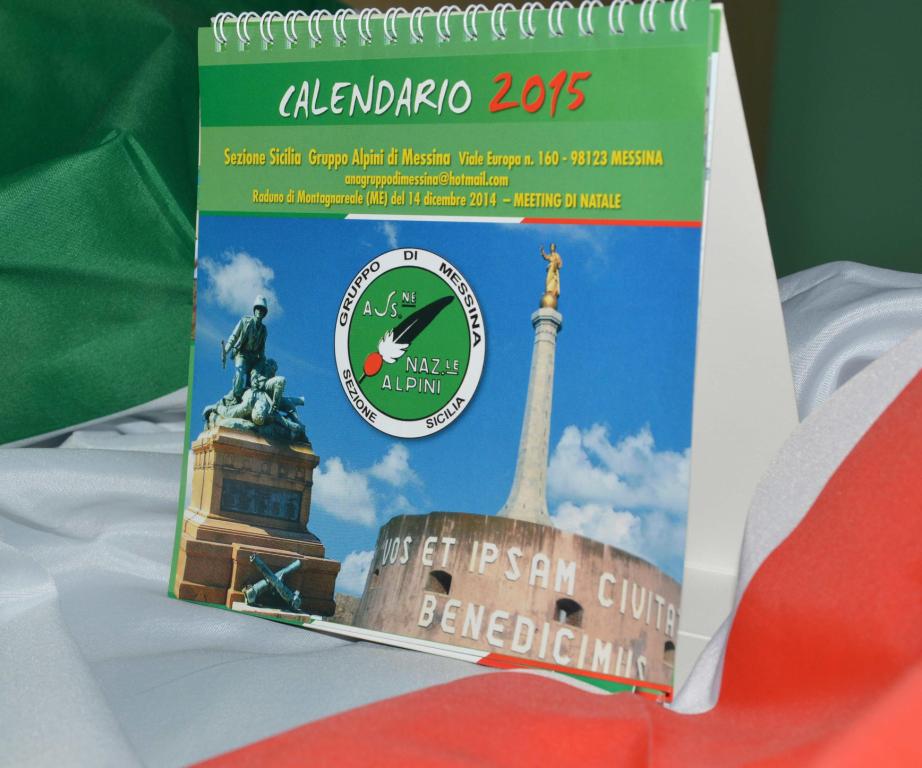 CALENDARIO 2015
Sezione Sicilia Gruppo Alpini di Messina Viale Europa n. 160 - 98123 MESSINA
anagruppodimessina@hotmail.com
Raduno di Montagnareale (ME) del 14 dicembre 2014 – MEETING DI NATALE
GRUPPO DI MESSINA
ASS.NE
NAZ.LE
ALPINI
SEZIONE SICILIA
VOS ET IPSAM CIVITA
BENEDICIMUS